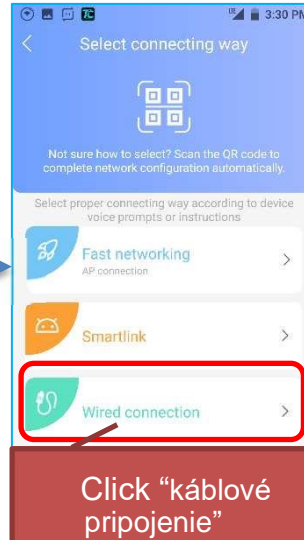 3:30 PM
Select connecting way
Not sure how to select? Scan the QR code to
complete network configuration automatically.
Select proper connecting way according to device
voice prompts or instructions
Fast networking
AP connection
Smartlink
Wired connection
Click “káblové
pripojenie”